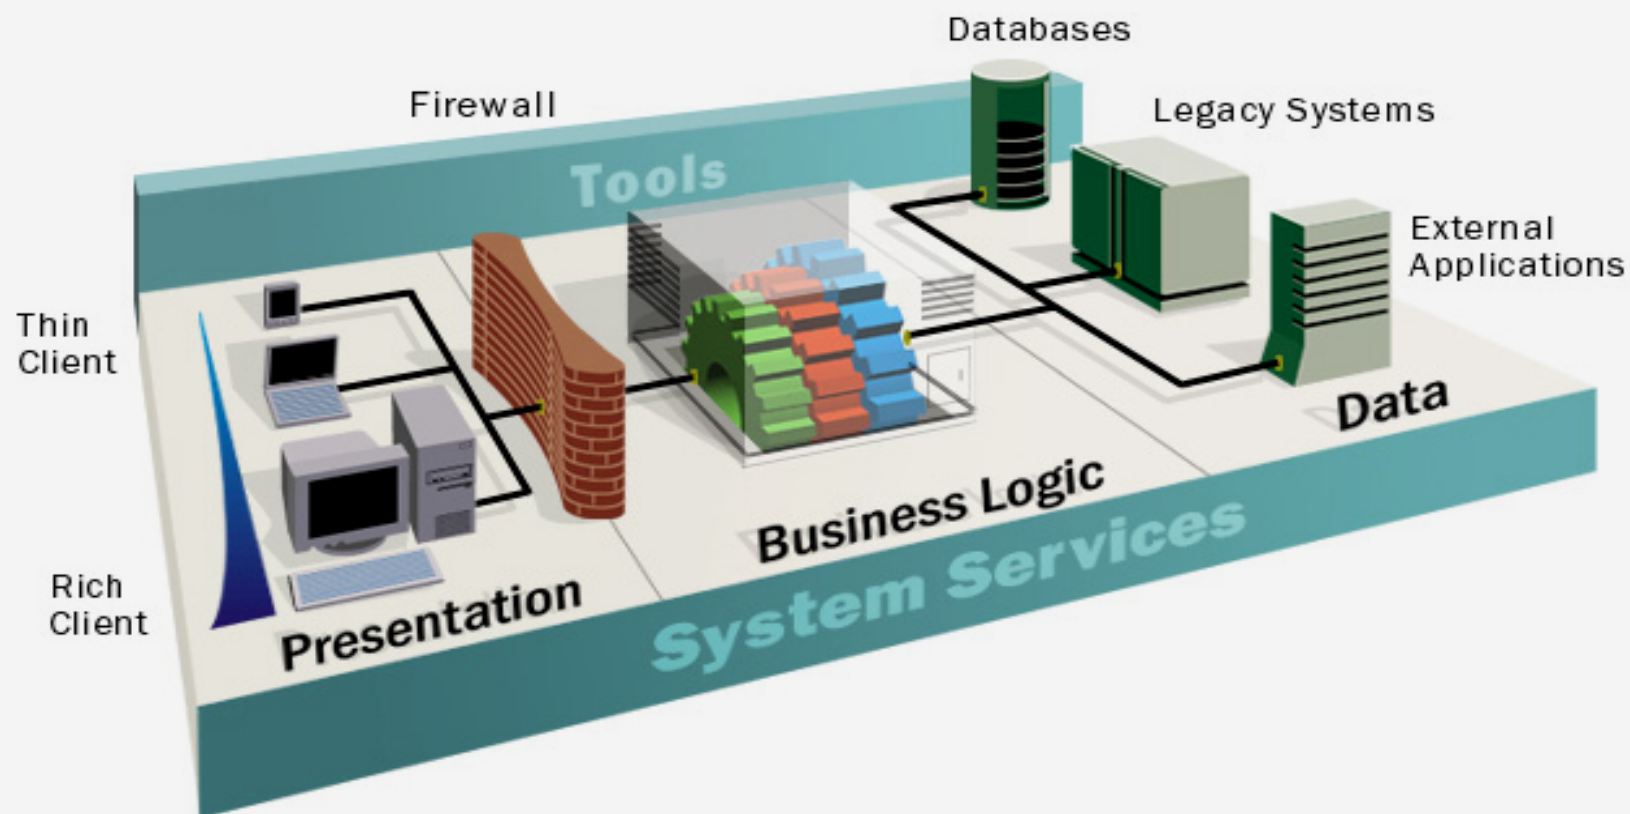 Databases
Firewall
Legacy Systems
Tools
External
Applications
Thin
Client
Data
Business Logic
System Services
Rich
Client
Presentation